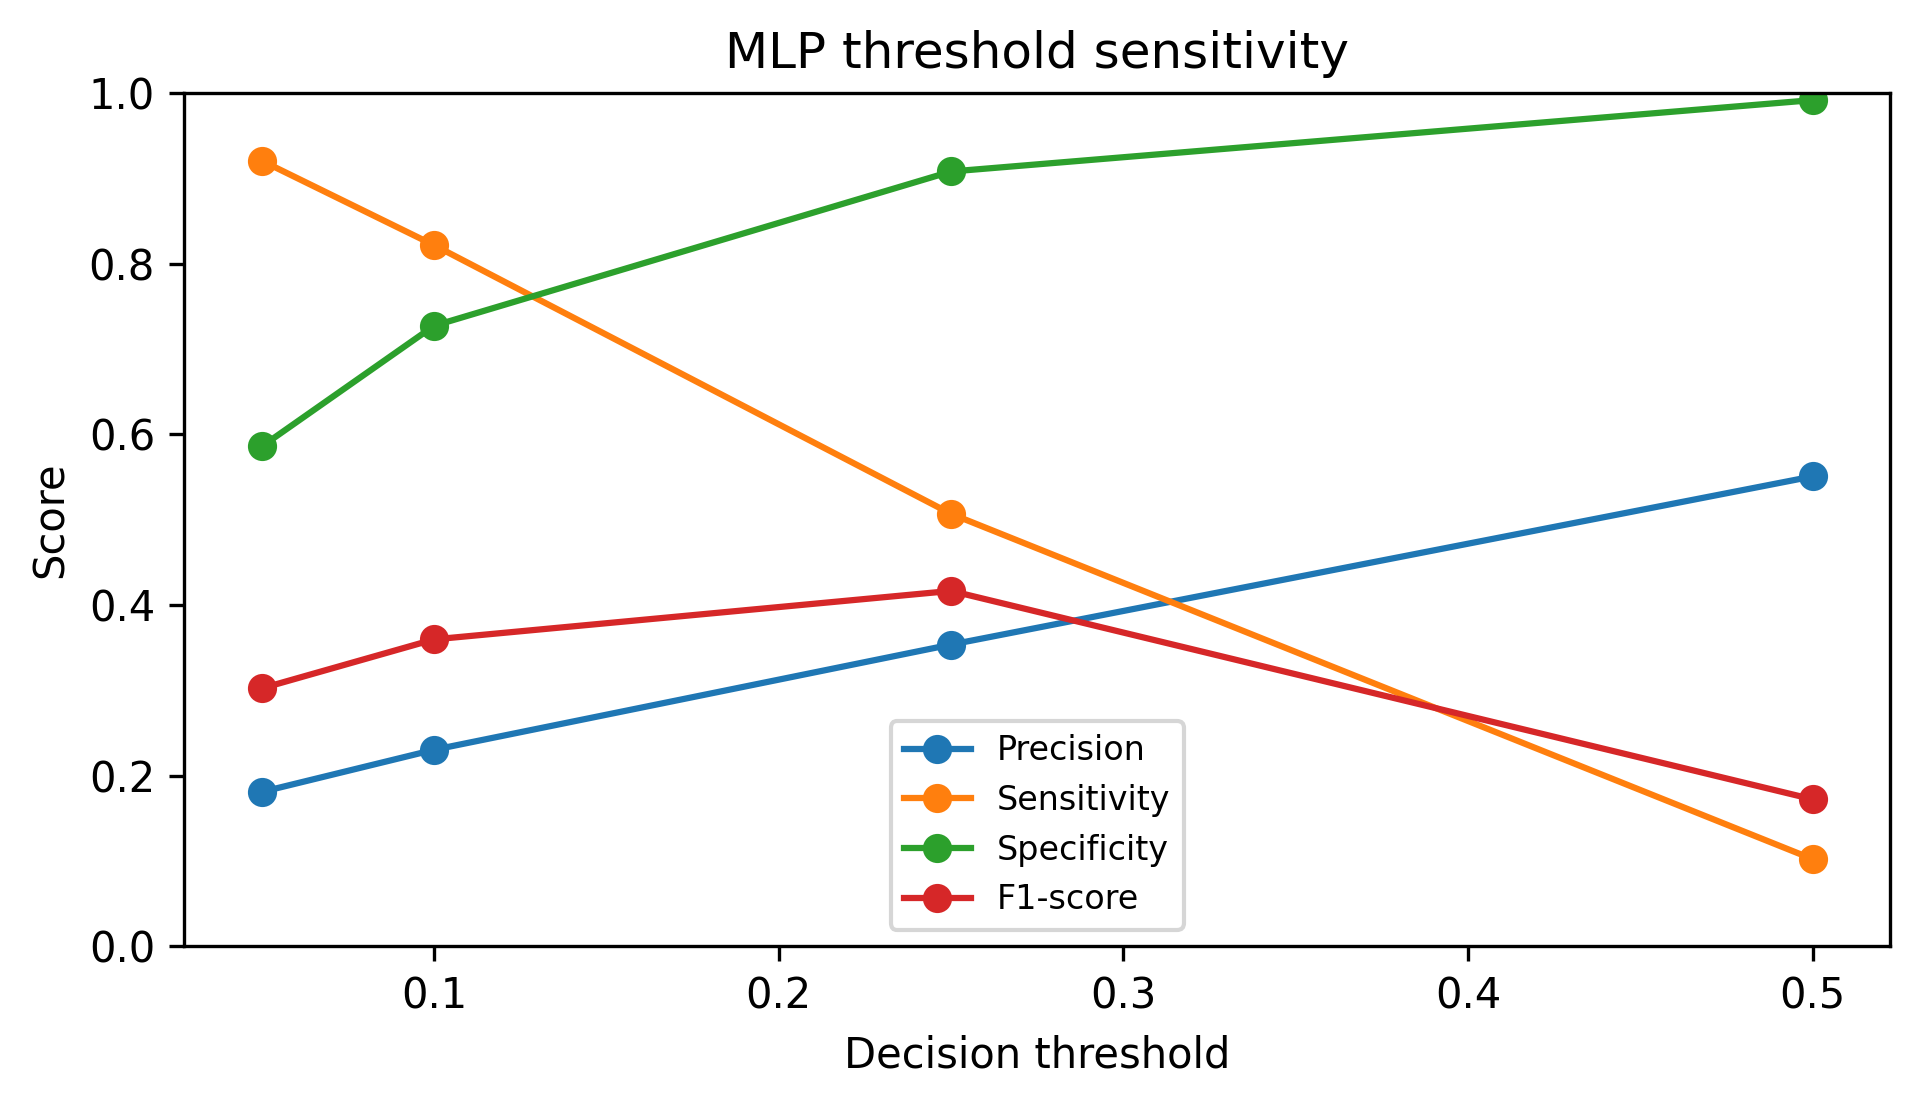 MLP threshold sensitivity
1.0
0.8
0.6
0.4
0.2
0.0
Score
Precision
Sensitivity
Specificity
F1-score
0.1 0.2 0.3 0.4 0.5
Decision threshold